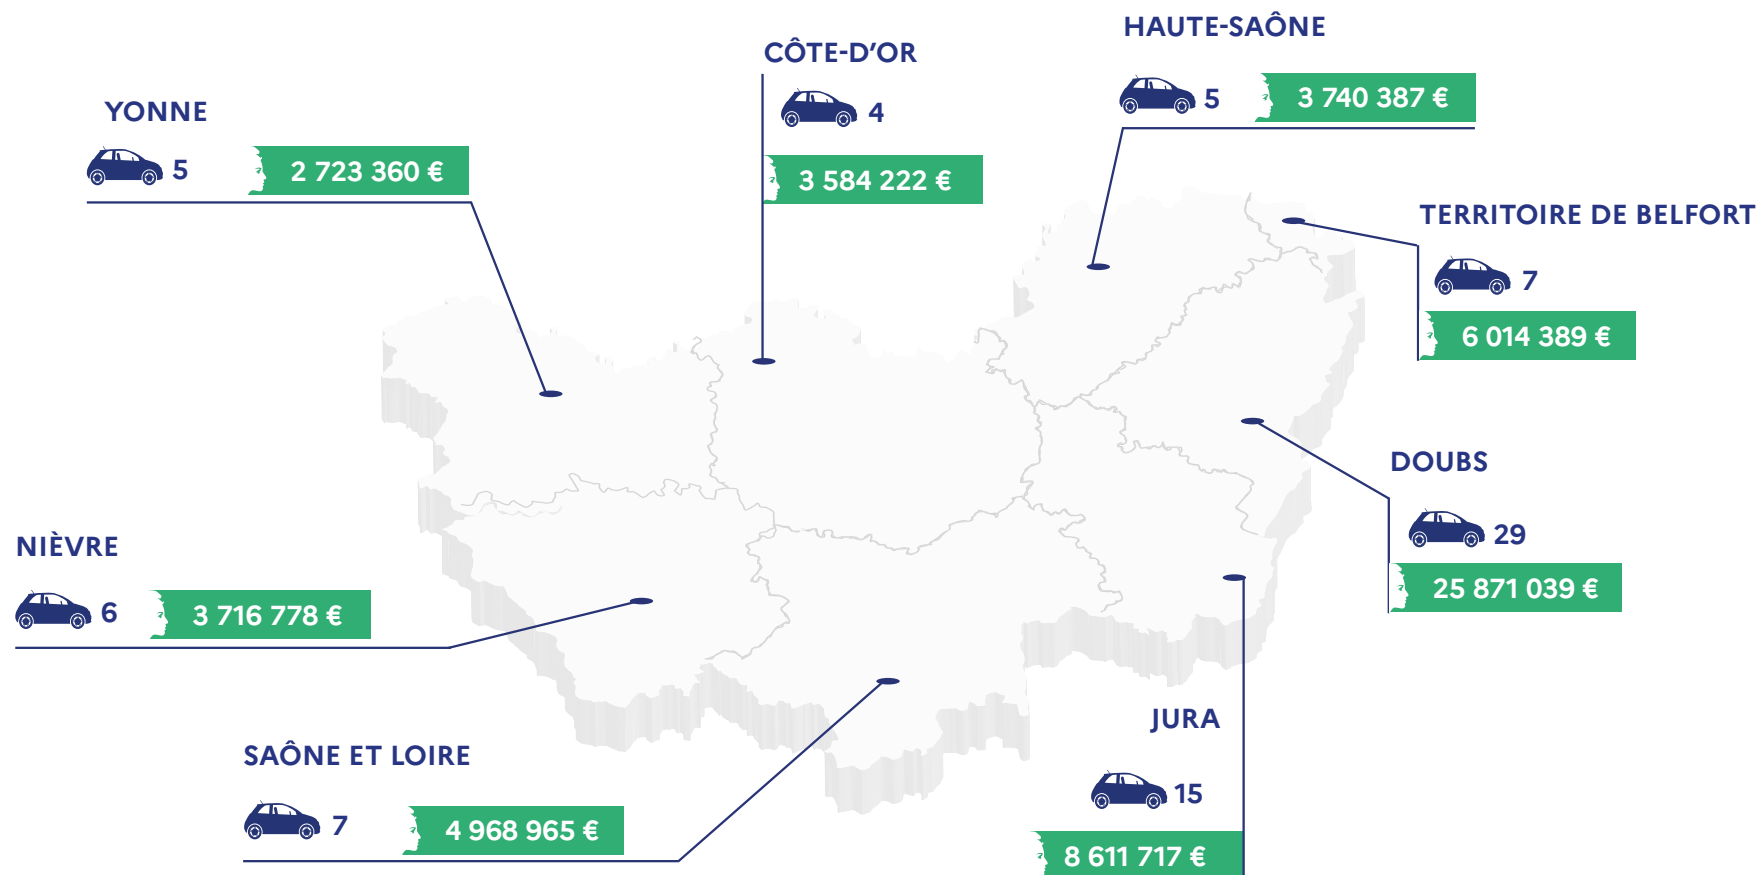 HAUTE-SAÔNE
5
3 740 387 €
CÔTE-D'OR
4
3 584 222 €
YONNE
5
2 723 360 €
TERRITOIRE DE BELFORT
7
6 014 389 €
DOUBS
29
25 871 039 €
NIÈVRE
6
3 716 778 €
JURA
15
8 611 717 €
SAÔNE ET LOIRE
7
4 968 965 €